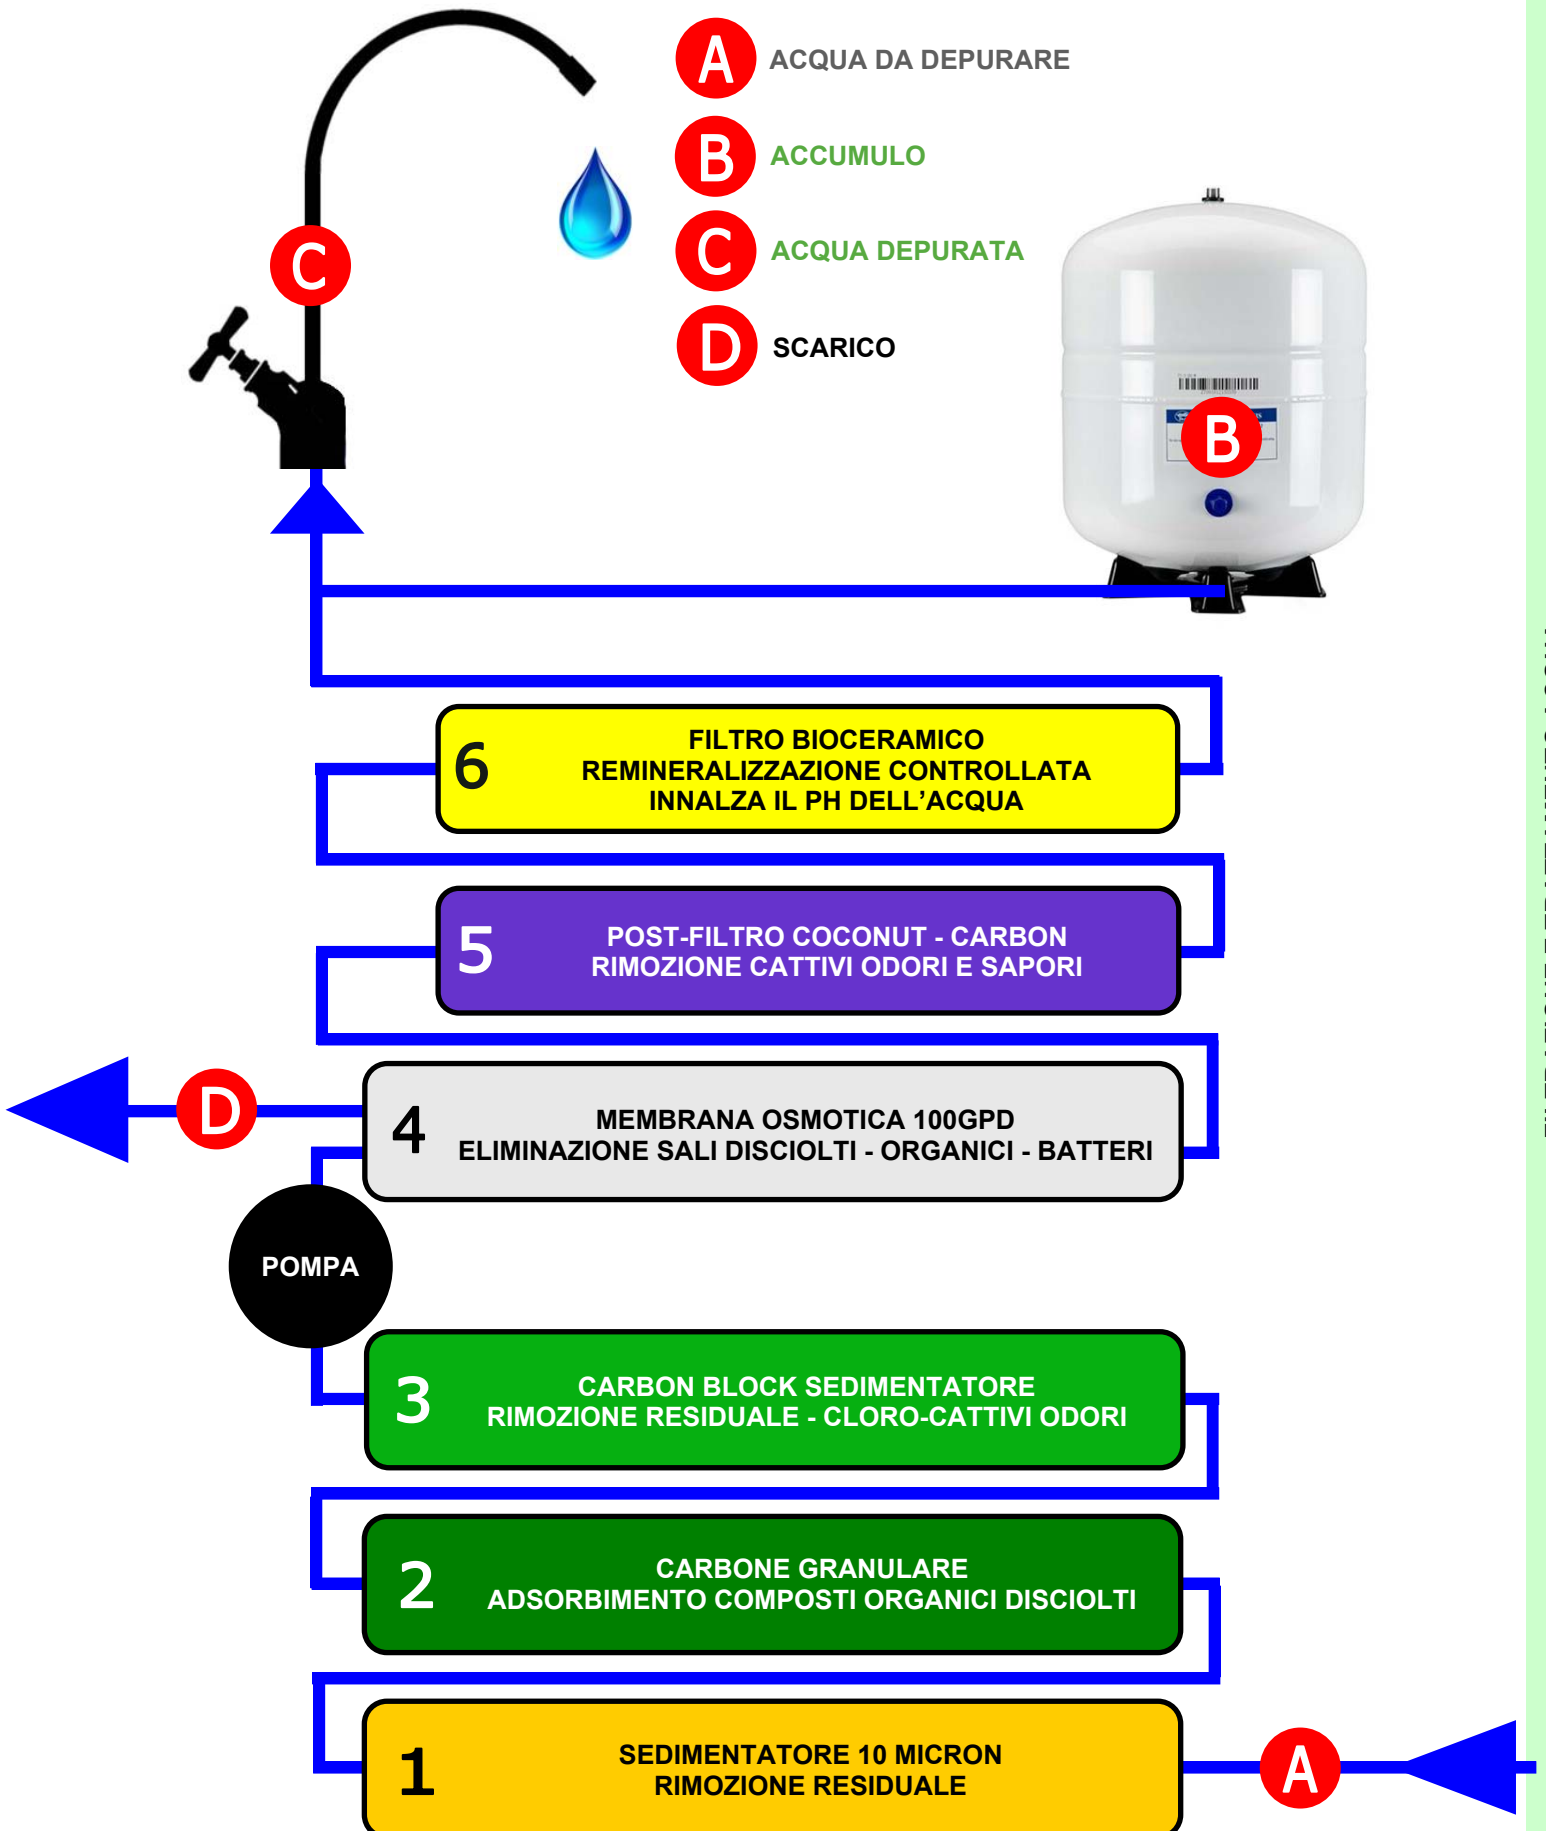 A ACQUA DA DEPURARE
B ACCUMULO
C ACQUA DEPURATA
D SCARICO
C
B
6
FILTRO BIOCERAMICO
REMINERALIZZAZIONE CONTROLLATA
INNALZA IL PH DELL’ACQUA
5
POST-FILTRO COCONUT - CARBON
RIMOZIONE CATTIVI ODORI E SAPORI
D
4
MEMBRANA OSMOTICA 100GPD
ELIMINAZIONE SALI DISCIOLTI - ORGANICI - BATTERI
POMPA
3
CARBON BLOCK SEDIMENTATORE
RIMOZIONE RESIDUALE - CLORO-CATTIVI ODORI
2
CARBONE GRANULARE
ADSORBIMENTO COMPOSTI ORGANICI DISCIOLTI
1
SEDIMENTATORE 10 MICRON
RIMOZIONE RESIDUALE
A